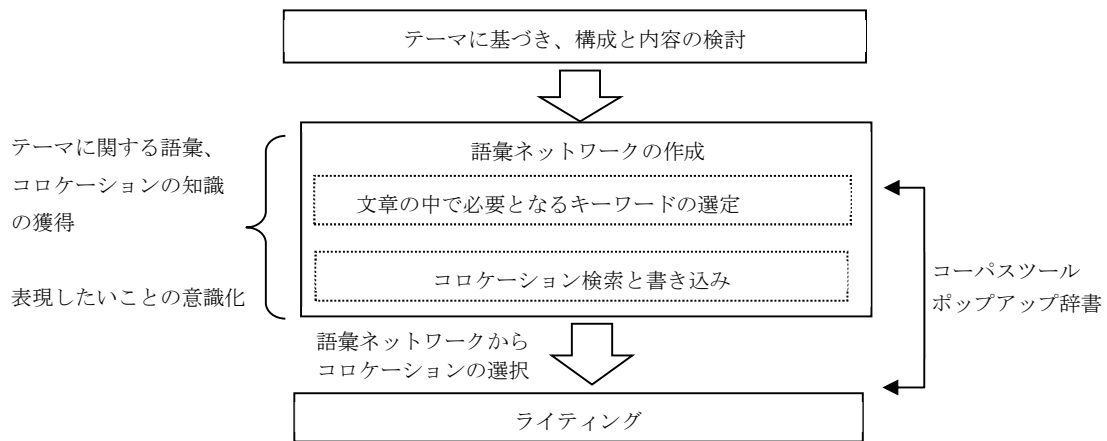 テーマに基づき、構成と内容の検討
テーマに関する語彙、
コロケーションの知識
の獲得
表現したいことの意識化
語彙ネットワークの作成
文章の中で必要となるキーワードの選定
コロケーション検索と書き込み
コーパスツール
ポップアップ辞書
語彙ネットワークから
コロケーションの選択
ライティング